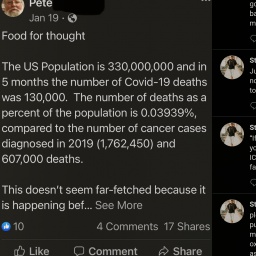 Pete
Jan 19 ·
Food for thought
The US Population is 330,000,000 and in
5 months the number of Covid-19 deaths
was 130,000. The number of deaths as a
percent of the population is 0.03939%,
compared to the number of cancer cases
diagnosed in 2019 (1,762,450) and
607,000 deaths.
This doesn't seem far-fetched because it
is happening bef... See More
10
4 Comments 17 Shares
Like
Comment
Share